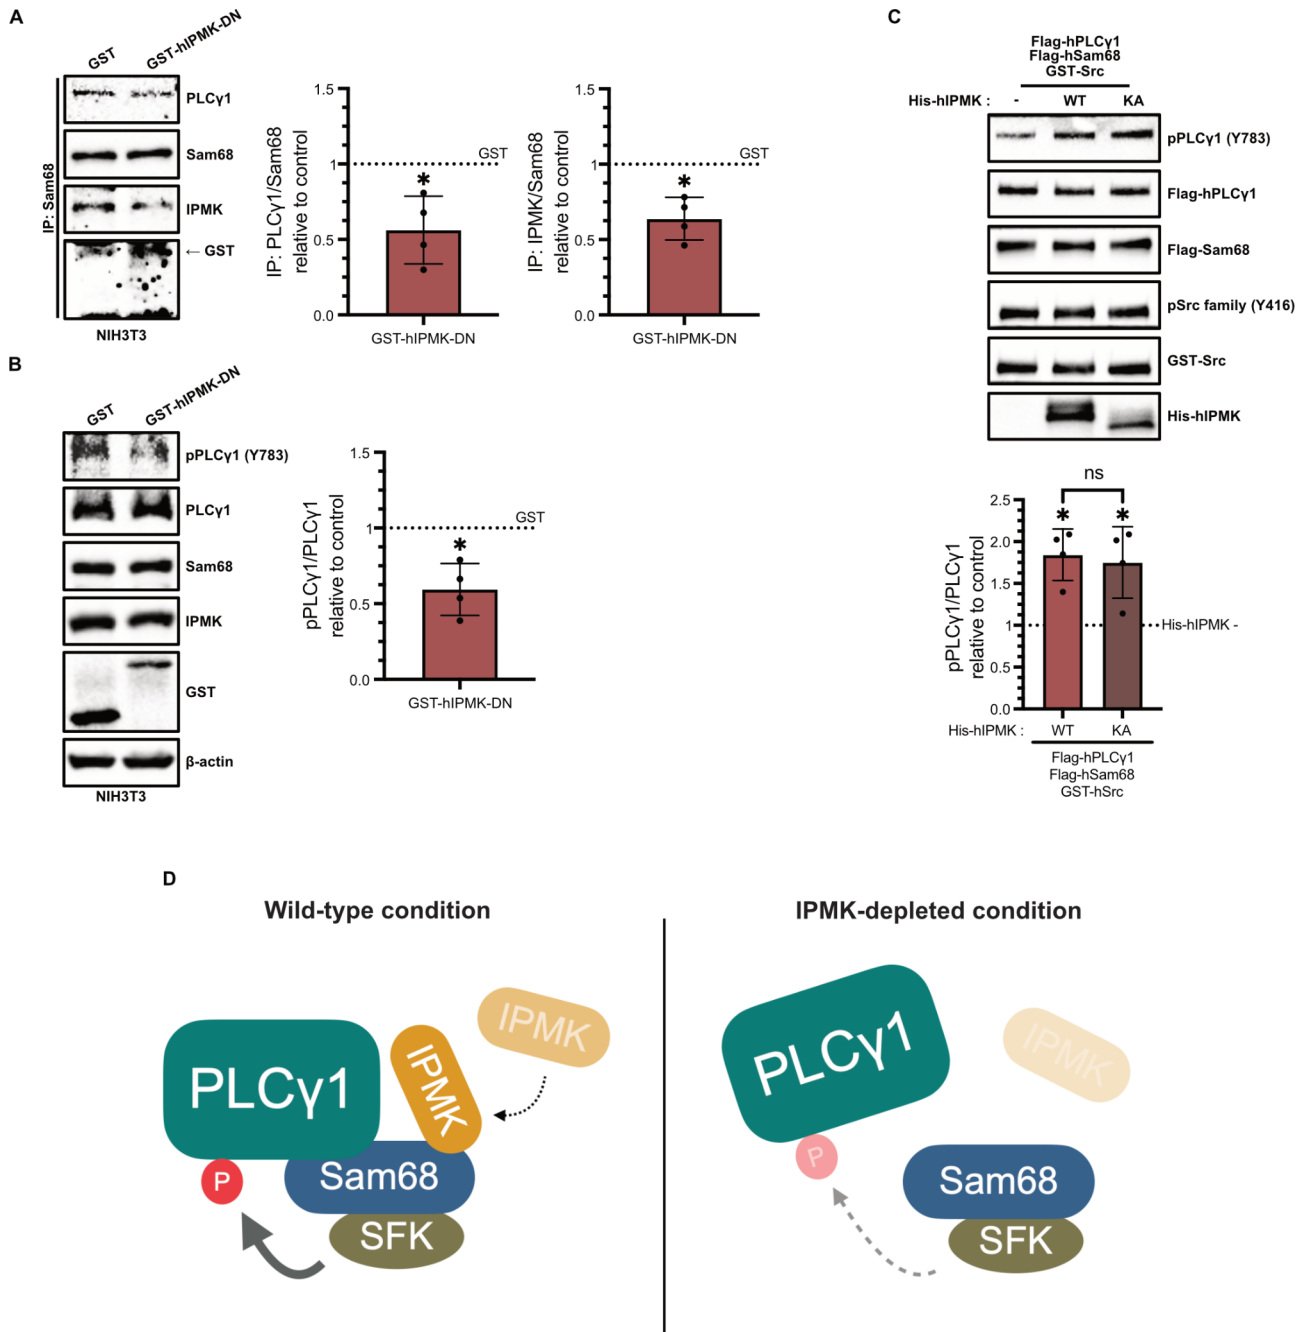 A
GST
GST-hIPMK-DN
IP: Sam68
PLCγ1
Sam68
IPMK
← GST
NIH3T3
IP: PLCγ1/Sam68
relative to control
1.5
1
0.5
0.0
GST
*
GST-hIPMK-DN
IP: IPMK/Sam68
relative to control
1.5
1
0.5
0.0
GST
*
GST-hIPMK-DN
B
GST
GST-hIPMK-DN
pPLCγ1 (Y783)
PLCγ1
Sam68
IPMK
GST
β-actin
NIH3T3
pPLCγ1/PLCγ1
relative to control
1.5
1
0.5
0.0
GST
*
GST-hIPMK-DN
C
Flag-hPLCγ1
Flag-hSam68
GST-Src
His-hIPMK : - WT KA
pPLCγ1 (Y783)
Flag-hPLCγ1
Flag-Sam68
pSrc family (Y416)
GST-Src
His-hIPMK
pPLCγ1/PLCγ1
relative to control
2.5
2.0
1.5
1
0.5
0.0
ns
* *
His-hIPMK -
His-hIPMK : WT KA
Flag-hPLCγ1
Flag-hSam68
GST-hSrc
D
Wild-type condition
PLCγ1
IPMK
IPMK
P
Sam68
SFK
IPMK-depleted condition
PLCγ1
IPMK
P
Sam68
SFK